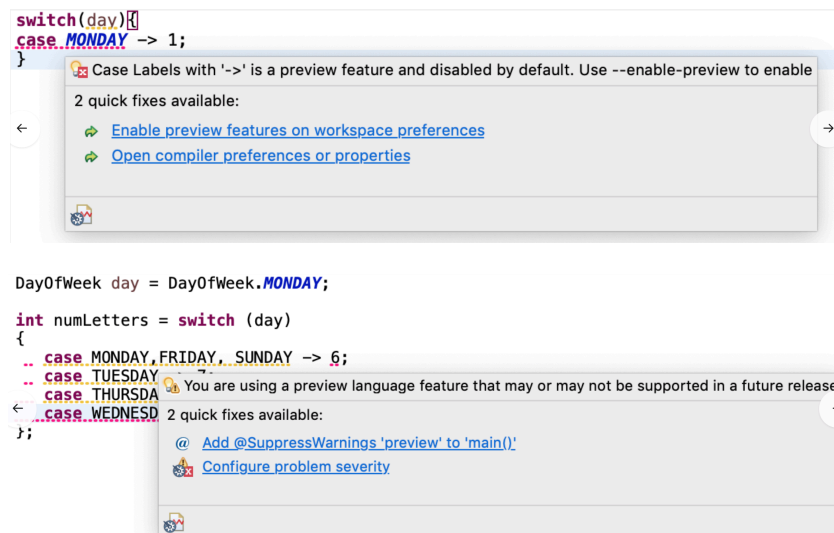 switch(day){
case MONDAY -> 1;
}
Case Labels with '->' is a preview feature and disabled by default. Use --enable-preview to enable
2 quick fixes available:
Enable preview features on workspace preferences
Open compiler preferences or properties
DayOfWeek day = DayOfWeek.MONDAY;
int numLetters = switch (day)
{
case MONDAY,FRIDAY, SUNDAY -> 6;
case TUESDAY
case THURSDA
case WEDNESD
};
You are using a preview language feature that may or may not be supported in a future release
2 quick fixes available:
@ Add @SuppressWarnings 'preview' to 'main()'
Configure problem severity